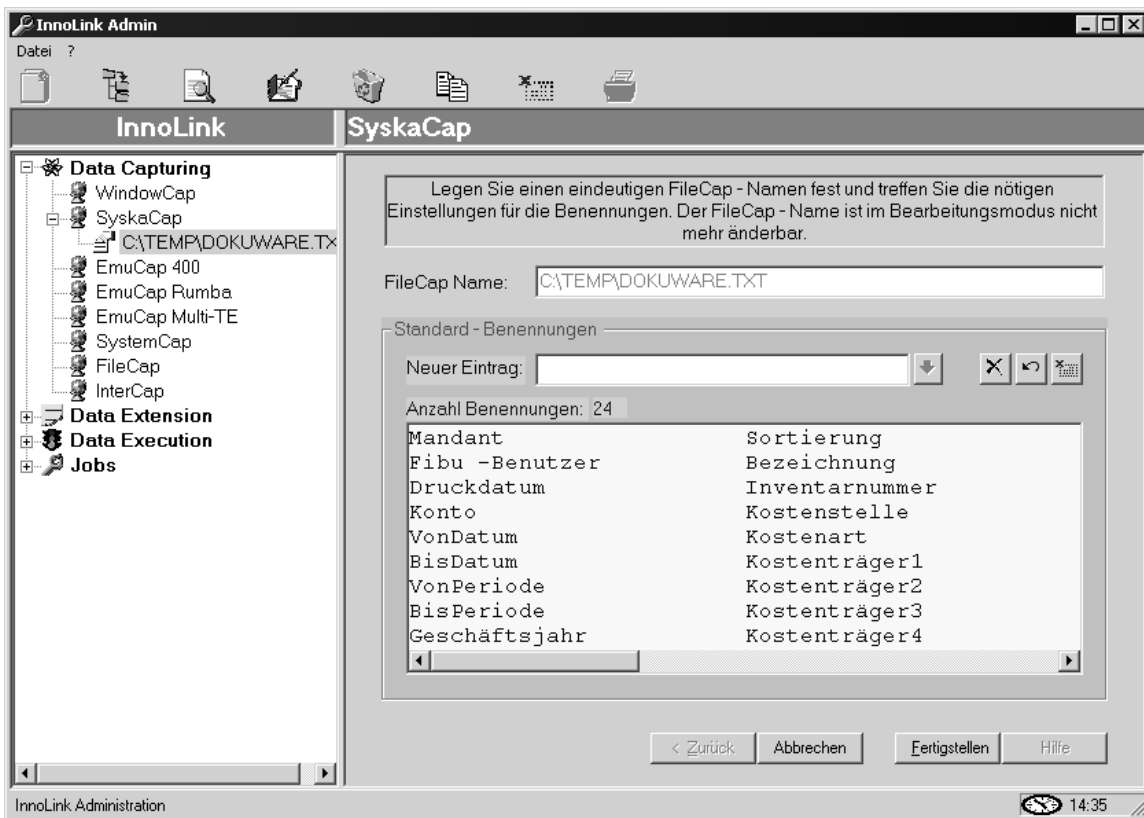 InnoLink Admin
Datei ?
InnoLink
SyskaCap
Data Capturing
WindowCap
SyskaCap
C:\TEMP\DOKUWARE.TX
EmuCap 400
EmuCap Rumba
EmuCap Multi-TE
SystemCap
FileCap
InterCap
Data Extension
Data Execution
Jobs
Legen Sie einen eindeutigen FileCap - Namen fest und treffen Sie die nötigen
Einstellungen für die Benennungen. Der FileCap - Name ist im Bearbeitungsmodus nicht
mehr änderbar.
FileCap Name: C:\TEMP\DOKUWARE.TXT
Standard - Benennungen
Neuer Eintrag:
Anzahl Benennungen: 24
Mandant Sortierung
Fibu -Benutzer Bezeichnung
Druckdatum Inventarnummer
Konto Kostenstelle
VonDatum Kostenart
BisDatum Kostenträger1
VonPeriode Kostenträger2
BisPeriode Kostenträger3
Geschäftsjahr Kostenträger4
< Zurück Abbrechen Fertigstellen Hilfe
InnoLink Administration 14:35